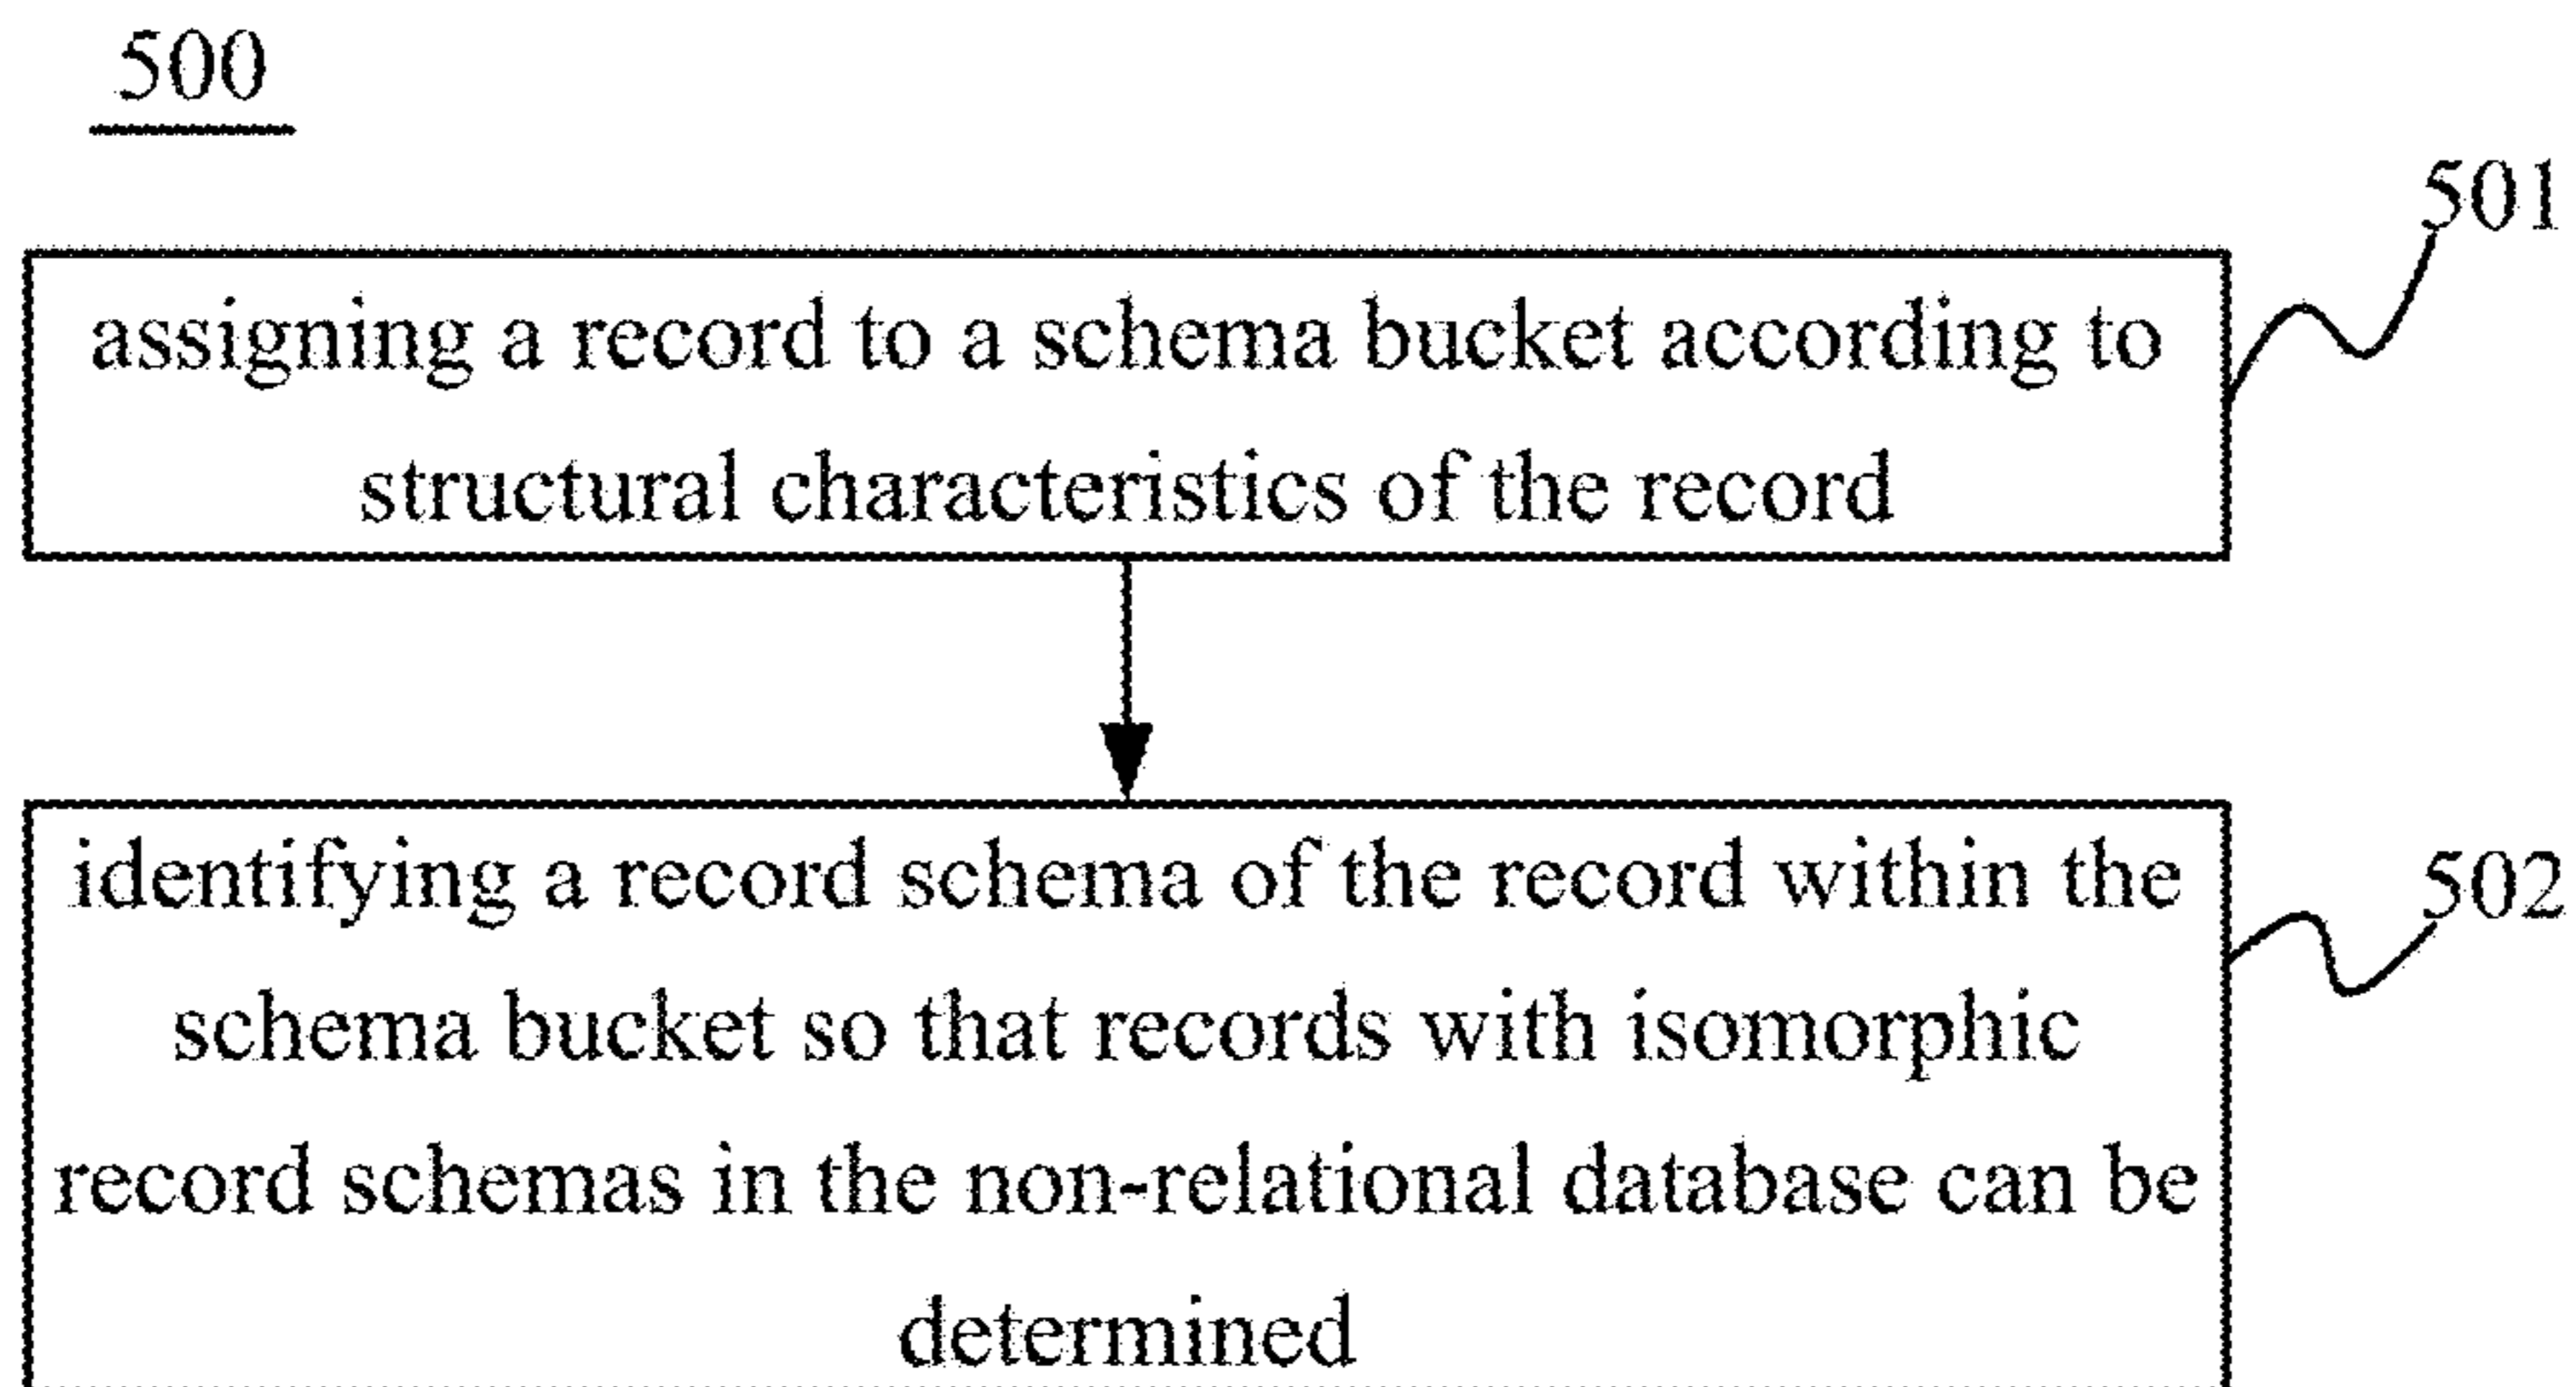 500
501
assigning a record to a schema bucket according to
structural characteristics of the record
identifying a record schema of the record within the
502
schema bucket so that records with isomorphic
record schemas in the non-relational database can be
determined